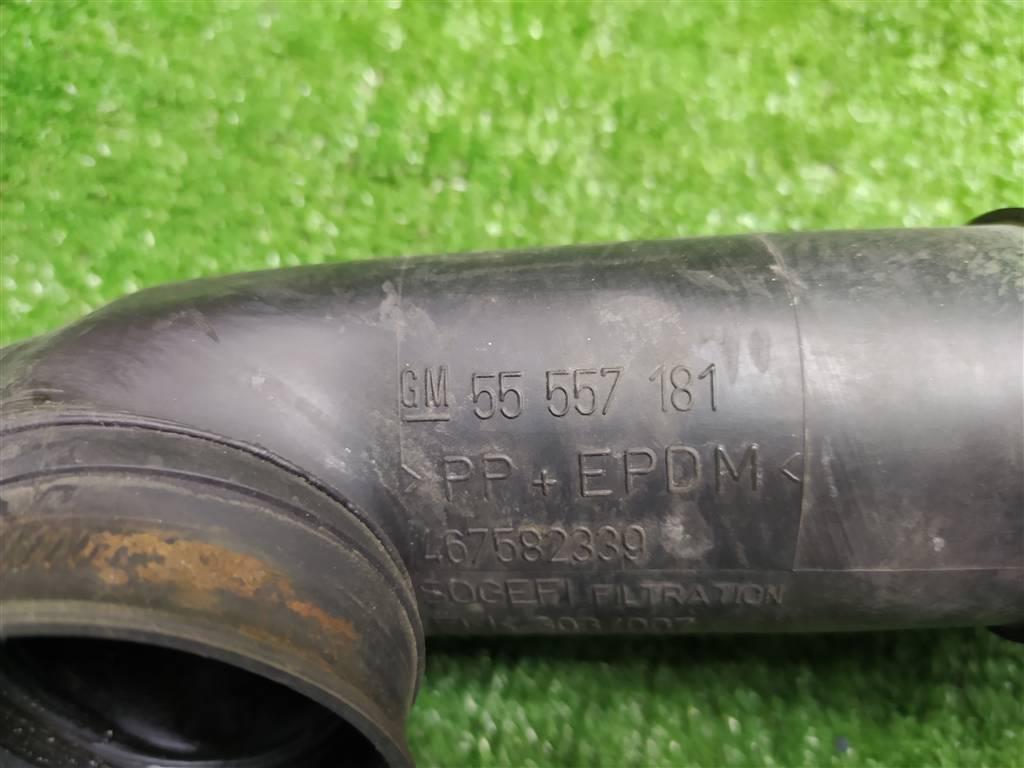 GM 55 557 181
>PP + EPDM<
467582339
SOGEFI FILTRATION